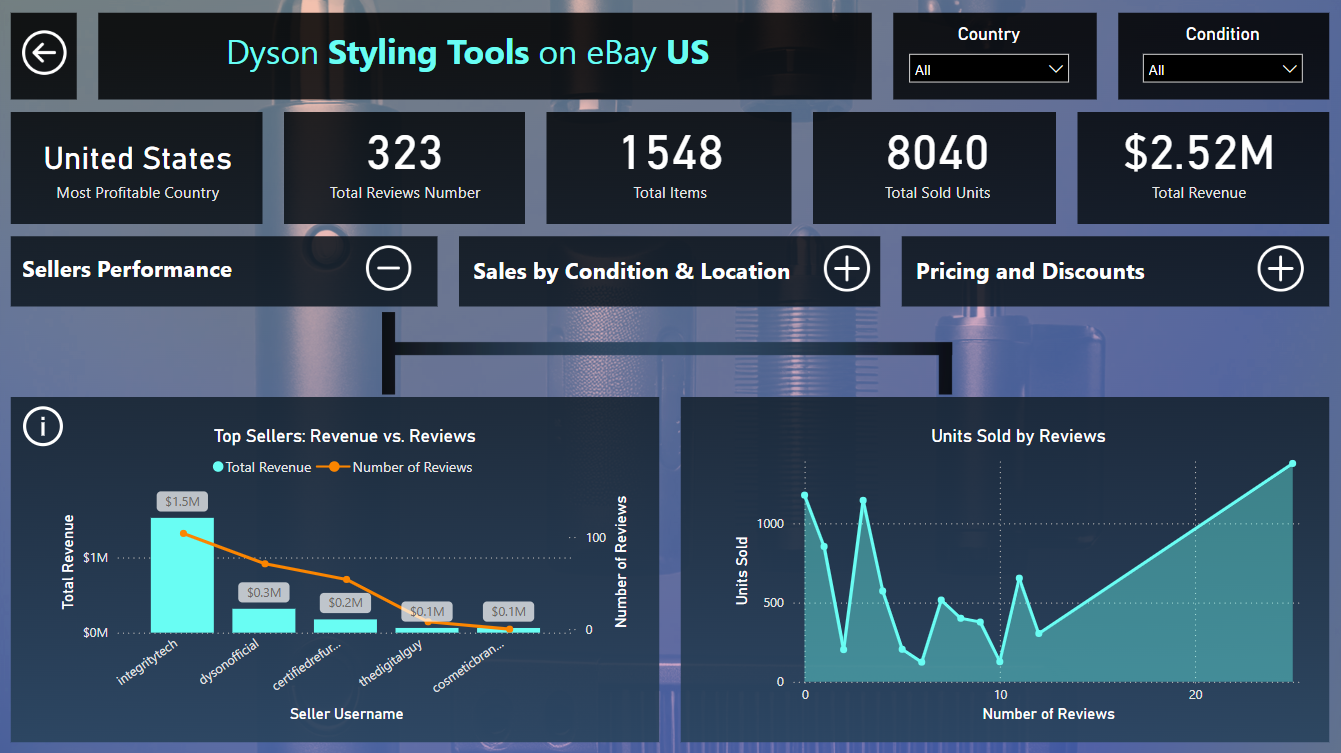 Dyson Styling Tools on eBay US
Country
All
Condition
All
United States
Most Profitable Country
323
Total Reviews Number
1548
Total Items
8040
Total Sold Units
$2.52M
Total Revenue
Sellers Performance
Sales by Condition & Location
Pricing and Discounts
i
Top Sellers: Revenue vs. Reviews
Total Revenue
Number of Reviews
Total Revenue
$1M
$0M
$1.5M
$0.3M
$0.2M
$0.1M
$0.1M
100
0
Number of Reviews
integritytech
dysonofficial
certifiedrefur...
thedigitalguy
cosmeticbran...
Seller Username
Units Sold by Reviews
Units Sold
1000
500
0
0
10
20
Number of Reviews